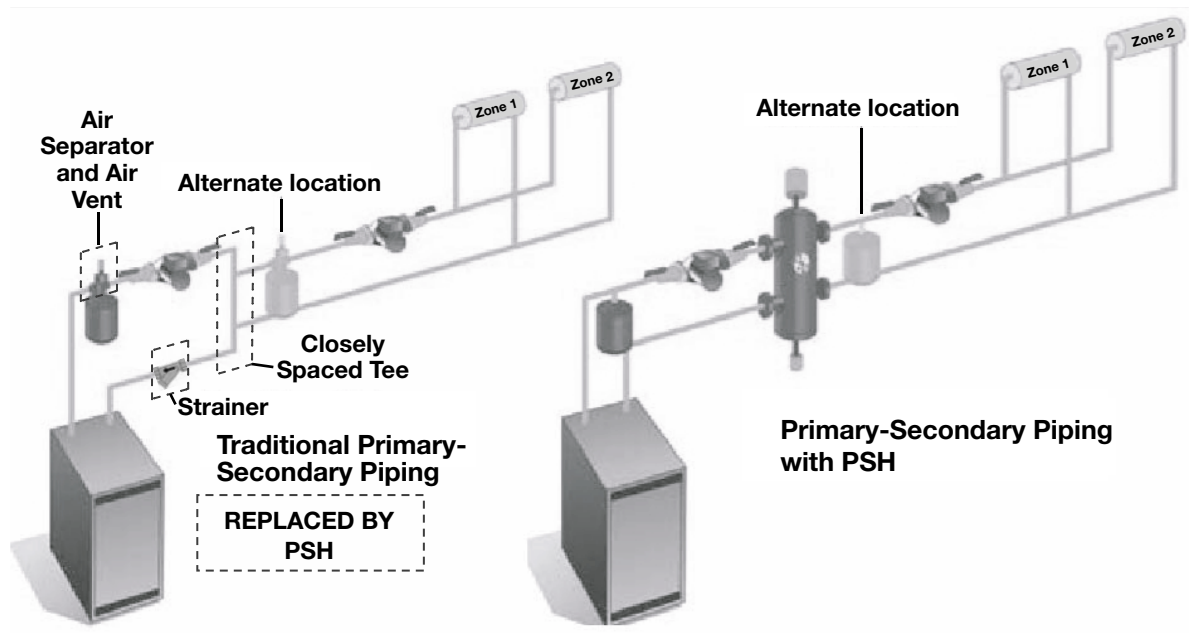 Air
Separator
and Air
Vent
Alternate location
Zone 1
Zone 2
Closely
Spaced Tee
Strainer
Traditional Primary-
Secondary Piping
REPLACED BY
PSH
Alternate location
Zone 1
Zone 2
Primary-Secondary Piping
with PSH